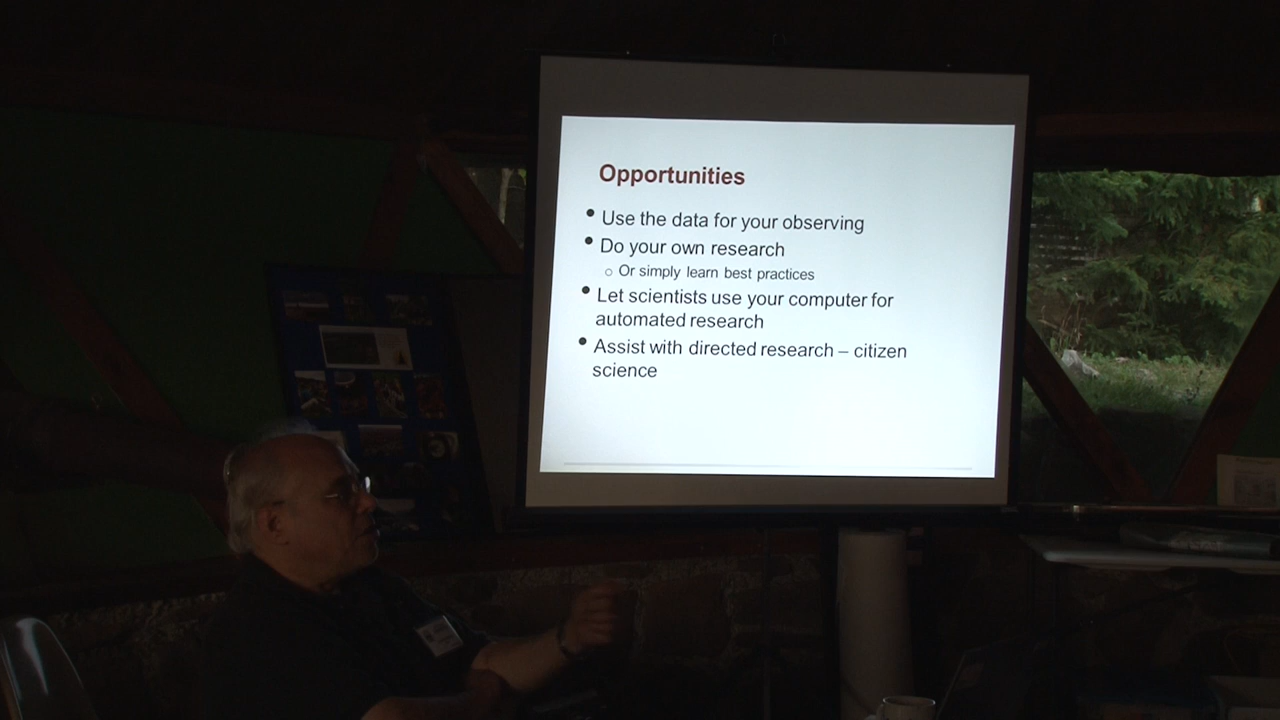 Opportunities
• Use the data for your observing
• Do your own research
○ Or simply learn best practices
• Let scientists use your computer for
automated research
• Assist with directed research – citizen
science